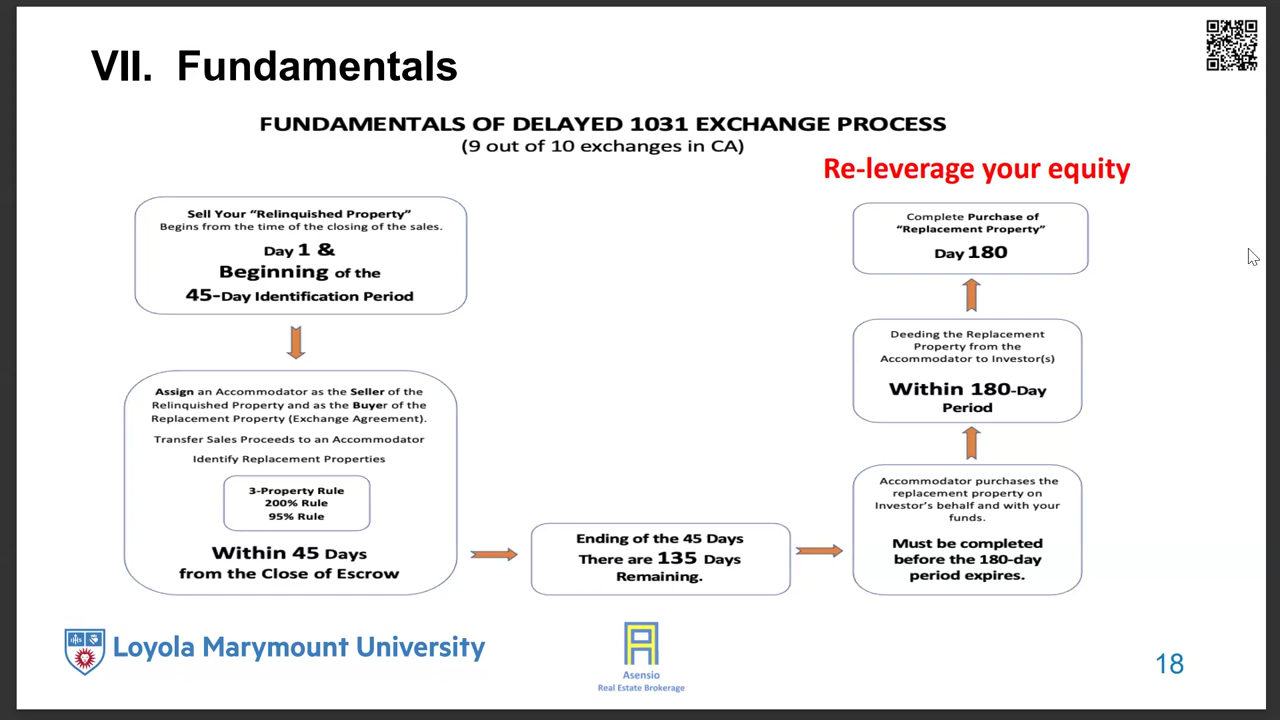 VII. Fundamentals
FUNDAMENTALS OF DELAYED 1031 EXCHANGE PROCESS
(9 out of 10 exchanges in CA)
Re-leverage your equity
Sell Your “Relinquished Property”
Begins from the time of the closing of the sales.
Day 1 &
Beginning of the
45-Day Identification Period
Assign an Accommodator as the Seller of the
Relinquished Property and as the Buyer of the
Replacement Property (Exchange Agreement).
Transfer Sales Proceeds to an Accommodator
Identify Replacement Properties
3-Property Rule
200% Rule
95% Rule
Within 45 Days
from the Close of Escrow
Ending of the 45 Days
There are 135 Days
Remaining.
Accommodator purchases the
replacement property on
Investor’s behalf and with your
funds.
Must be completed
before the 180-day
period expires.
Deeding the Replacement
Property from the
Accommodator to Investor(s)
Within 180-Day
Period
Complete Purchase of
“Replacement Property”
Day 180
Loyola Marymount University
Asensio
Real Estate Brokerage
18